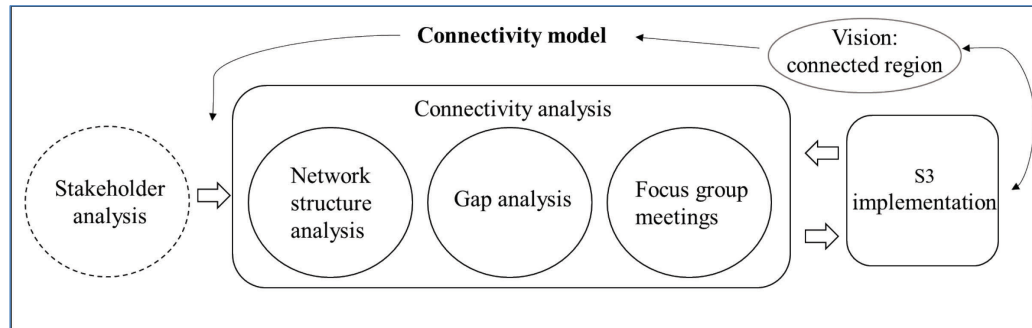 Connectivity model
Vision:
connected region
Connectivity analysis
Stakeholder
analysis
Network
structure
analysis
Gap analysis
Focus group
meetings
S3
implementation